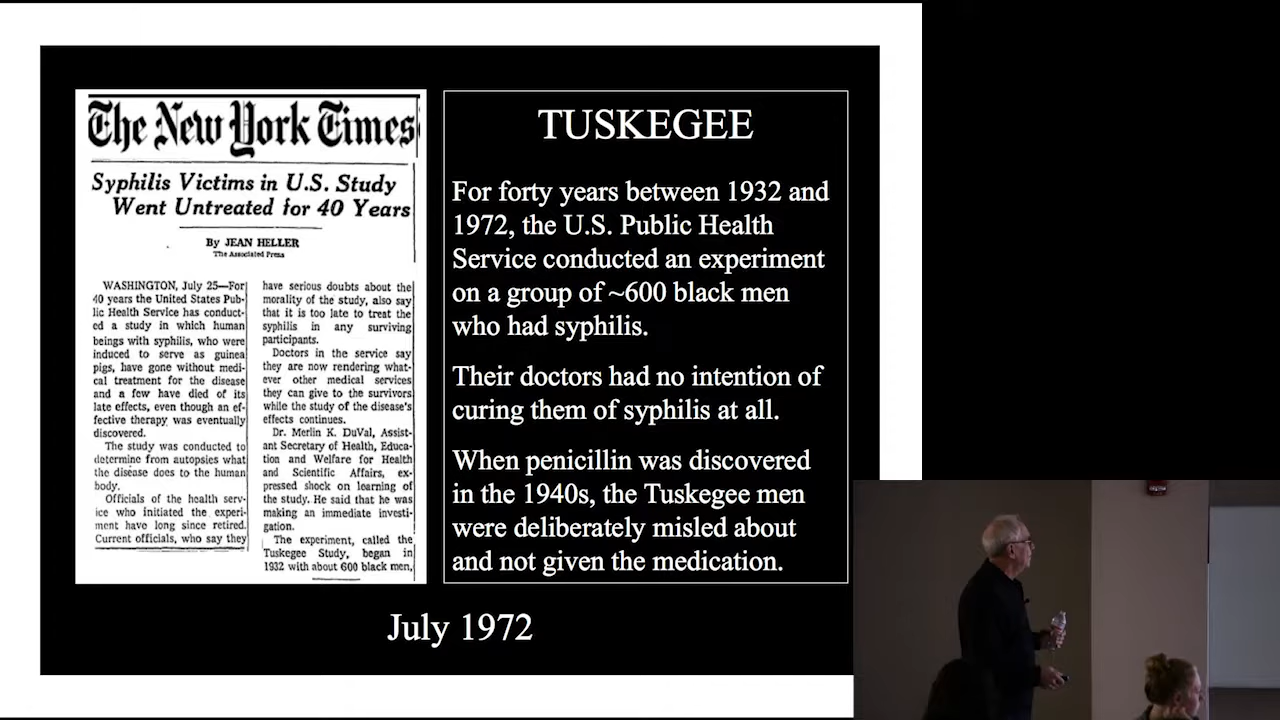 The New York Times
Syphilis Victims in U.S. Study
Went Untreated for 40 Years
By JEAN HELLER
The Associated Press
WASHINGTON, July 25—For
40 years the United States Pub-
lic Health Service has conduct-
ed a study in which human
beings with syphilis, who were
induced to serve as guinea
pigs, have gone without medi-
cal treatment for the disease
and a few have died of its
late effects, even though an ef-
fective therapy was eventually
discovered.
The study was conducted to
determine from autopsies what
the disease does to the human
body.
Officials of the health serv-
ice who initiated the experi-
ment have long since retired.
Current officials, who say they
have serious doubts about the
morality of the study, also say
that it is too late to treat the
syphilis in any surviving
participants.
Doctors in the service say
they are now rendering what-
ever other medical services
they can give to the survivors
while the study of the disease's
effects continues.
Dr. Merlin K. DuVal, Assist-
ant Secretary of Health, Educa-
tion and Welfare for Health
and Scientific Affairs, ex-
pressed shock on learning of
the study. He said that he was
making an immediate investi-
gation.
The experiment, called the
Tuskegee Study, began in
1932 with about 600 black men,
TUSKEGEE
For forty years between 1932 and
1972, the U.S. Public Health
Service conducted an experiment
on a group of ~600 black men
who had syphilis.
Their doctors had no intention of
curing them of syphilis at all.
When penicillin was discovered
in the 1940s, the Tuskegee men
were deliberately misled about
and not given the medication.
July 1972